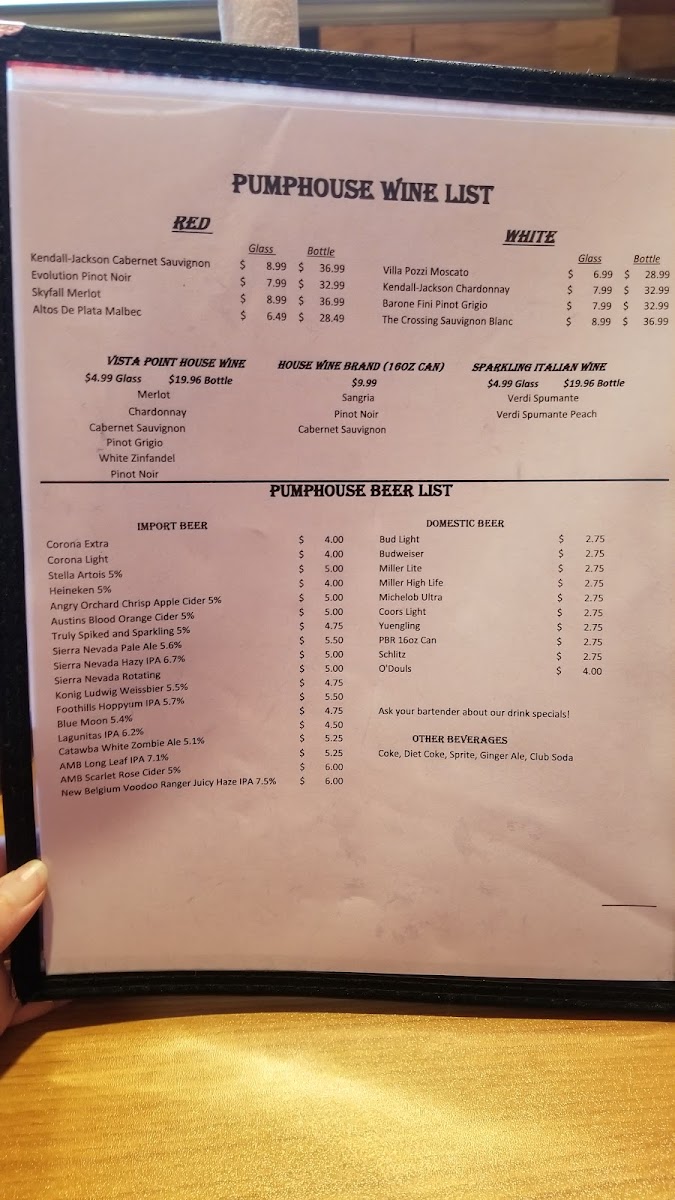 PUMPHOUSE WINE LIST
RED
Glass Bottle
Kendall-Jackson Cabernet Sauvignon $ 8.99 $ 36.99
Evolution Pinot Noir $ 7.99 $ 32.99
Skyfall Merlot $ 8.99 $ 36.99
Altos De Plata Malbec $ 6.49 $ 28.49
WHITE
Glass Bottle
Villa Pozzi Moscato $ 6.99 $ 28.99
Kendall-Jackson Chardonnay $ 7.99 $ 32.99
Barone Fini Pinot Grigio $ 7.99 $ 32.99
The Crossing Sauvignon Blanc $ 8.99 $ 36.99
VISTA POINT HOUSE WINE
$4.99 Glass $19.96 Bottle
Merlot
Chardonnay
Cabernet Sauvignon
Pinot Grigio
White Zinfandel
Pinot Noir
HOUSE WINE BRAND (16OZ CAN)
$9.99
Sangria
Pinot Noir
Cabernet Sauvignon
SPARKLING ITALIAN WINE
$4.99 Glass $19.96 Bottle
Verdi Spumante
Verdi Spumante Peach
PUMPHOUSE BEER LIST
IMPORT BEER
Corona Extra $ 4.00
Corona Light $ 4.00
Stella Artois 5% $ 5.00
Heineken 5% $ 4.00
Angry Orchard Chrisp Apple Cider 5% $ 5.00
Austins Blood Orange Cider 5% $ 5.00
Truly Spiked and Sparkling 5% $ 4.75
Sierra Nevada Pale Ale 5.6% $ 5.50
Sierra Nevada Hazy IPA 6.7% $ 5.00
Sierra Nevada Rotating $ 5.00
Konig Ludwig Weissbier 5.5% $ 4.75
Foothills Hoppyum IPA 5.7% $ 5.50
Blue Moon 5.4% $ 4.75
Lagunitas IPA 6.2% $ 4.50
Catawba White Zombie Ale 5.1% $ 5.25
AMB Long Leaf IPA 7.1% $ 5.25
AMB Scarlet Rose Cider 5% $ 6.00
New Belgium Voodoo Ranger Juicy Haze IPA 7.5% $ 6.00
DOMESTIC BEER
Bud Light $ 2.75
Budweiser $ 2.75
Miller Lite $ 2.75
Miller High Life $ 2.75
Michelob Ultra $ 2.75
Coors Light $ 2.75
Yuengling $ 2.75
PBR 16oz Can $ 2.75
Schlitz $ 2.75
O'Douls $ 4.00
Ask your bartender about our drink specials!
OTHER BEVERAGES
Coke, Diet Coke, Sprite, Ginger Ale, Club Soda